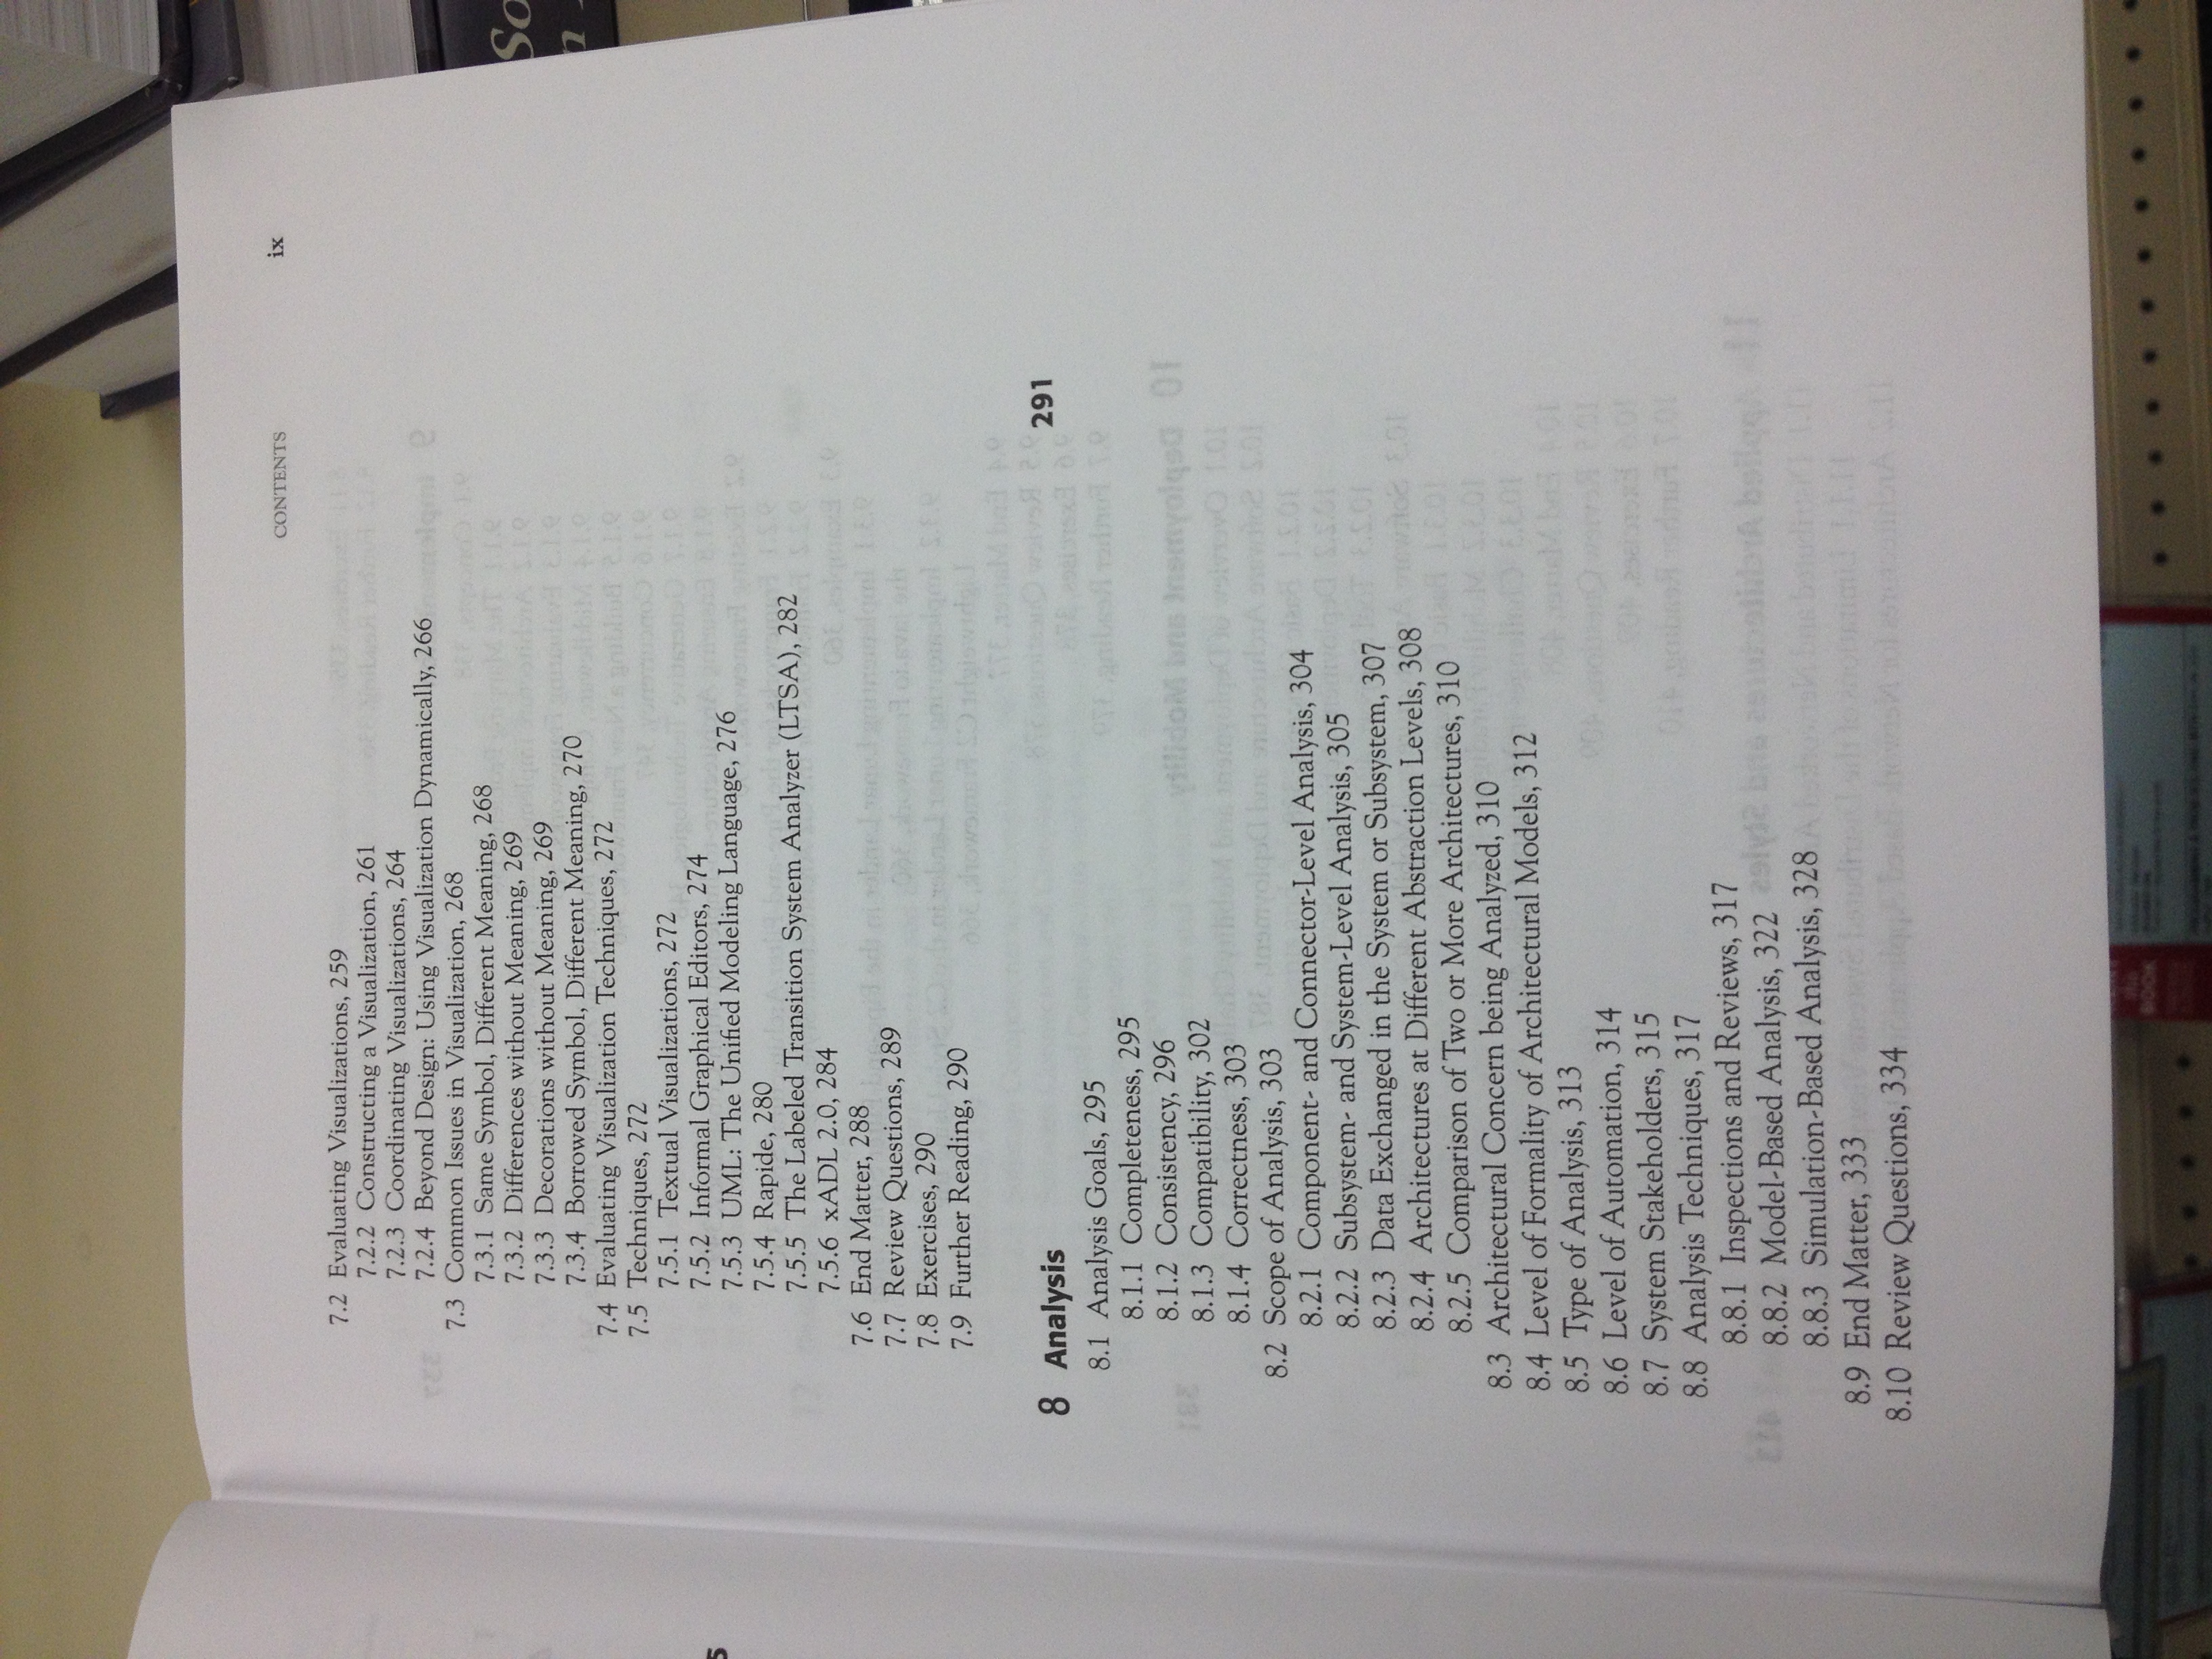 CONTENTS ix
7.2 Evaluating Visualizations, 259
7.2.2 Constructing a Visualization, 261
7.2.3 Coordinating Visualizations, 264
7.2.4 Beyond Design: Using Visualization Dynamically, 266
7.3 Common Issues in Visualization, 268
7.3.1 Same Symbol, Different Meaning, 268
7.3.2 Differences without Meaning, 269
7.3.3 Decorations without Meaning, 269
7.3.4 Borrowed Symbol, Different Meaning, 270
7.4 Evaluating Visualization Techniques, 272
7.5 Techniques, 272
7.5.1 Textual Visualizations, 272
7.5.2 Informal Graphical Editors, 274
7.5.3 UML: The Unified Modeling Language, 276
7.5.4 Rapide, 280
7.5.5 The Labeled Transition System Analyzer (LTSA), 282
7.5.6 xADL 2.0, 284
7.6 End Matter, 288
7.7 Review Questions, 289
7.8 Exercises, 290
7.9 Further Reading, 290
8 Analysis 291
8.1 Analysis Goals, 295
8.1.1 Completeness, 295
8.1.2 Consistency, 296
8.1.3 Compatibility, 302
8.1.4 Correctness, 303
8.2 Scope of Analysis, 303
8.2.1 Component- and Connector-Level Analysis, 304
8.2.2 Subsystem- and System-Level Analysis, 305
8.2.3 Data Exchanged in the System or Subsystem, 307
8.2.4 Architectures at Different Abstraction Levels, 308
8.2.5 Comparison of Two or More Architectures, 310
8.3 Architectural Concern being Analyzed, 310
8.4 Level of Formality of Architectural Models, 312
8.5 Type of Analysis, 313
8.6 Level of Automation, 314
8.7 System Stakeholders, 315
8.8 Analysis Techniques, 317
8.8.1 Inspections and Reviews, 317
8.8.2 Model-Based Analysis, 322
8.8.3 Simulation-Based Analysis, 328
8.9 End Matter, 333
8.10 Review Questions, 334
So
BOOK